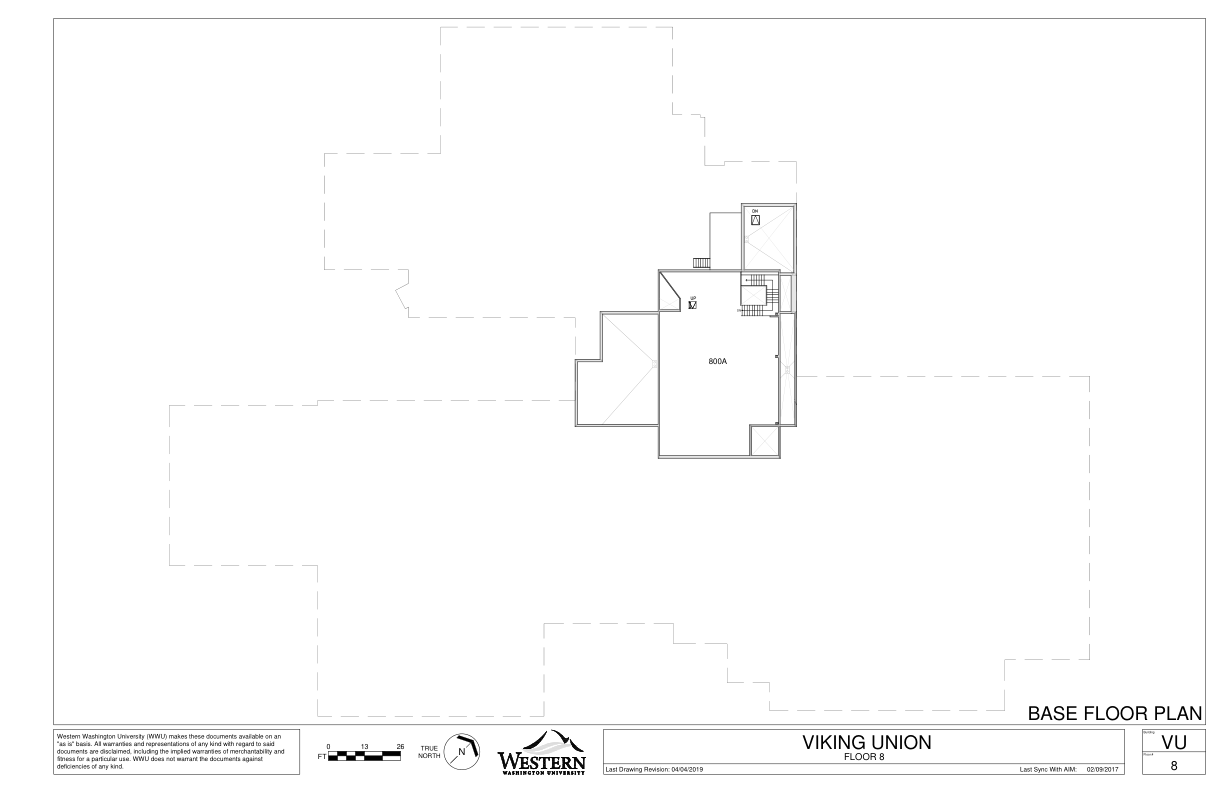 DN
UP
800A
BASE FLOOR PLAN
Western Washington University (WWU) makes these documents available on an
"as is" basis. All warranties and representations of any kind with regard to said
documents are disclaimed, including the implied warranties of merchantability and
fitness for a particular use. WWU does not warrant the documents against
deficiencies of any kind.
0 13 26
FT
TRUE
NORTH
N
WESTERN
WASHINGTON UNIVERSITY
VIKING UNION
FLOOR 8
Last Drawing Revision: 04/04/2019
Last Sync With AIM: 02/09/2017
VU
8